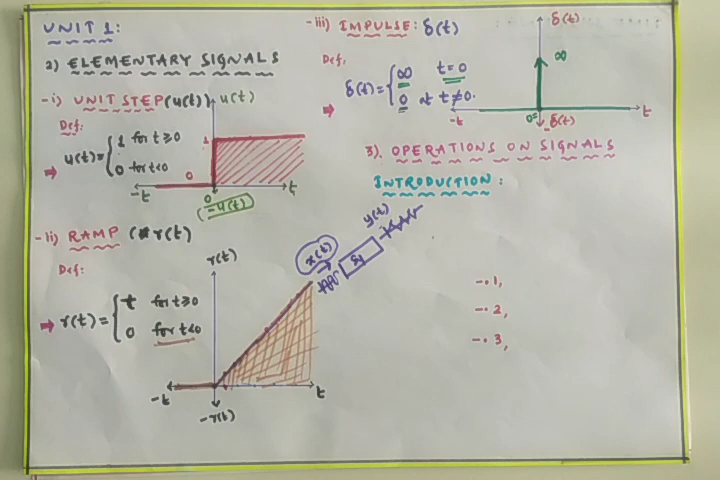 UNIT 1:
2) ELEMENTARY SIGNALS
-i) UNIT STEP (u(t))
u(t)
Def:
u(t)= { 1 for t≥0
0 for t<0
1
0
-t
0
t
-u(t)
-ii) RAMP (r(t)
Def:
r(t)= { t for t≥0
0 for t<0
r(t)
-t
t
-r(t)
x(t)
y(t)
-iii) IMPULSE: δ(t)
Def:
δ(t)= { ∞ t=0
0 at t≠0.
δ(t)
∞
-t
0
t
-δ(t)
3). OPERATIONS ON SIGNALS
INTRODUCTION:
-. 1,
-. 2,
-. 3,